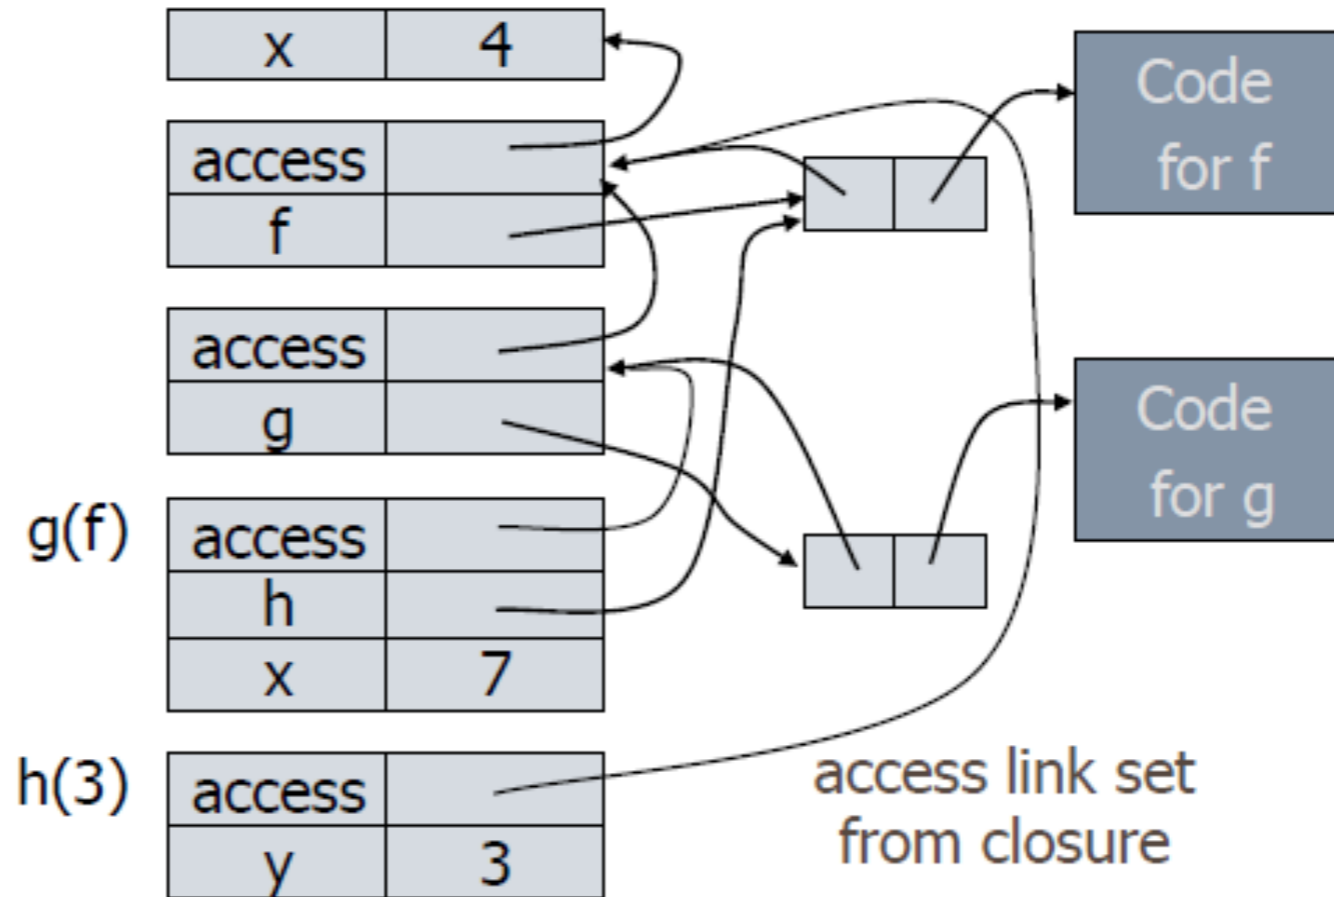 x 4
access
f
access
g
g(f)
access
h
x 7
h(3)
access
y 3
Code
for f
Code
for g
access link set
from closure